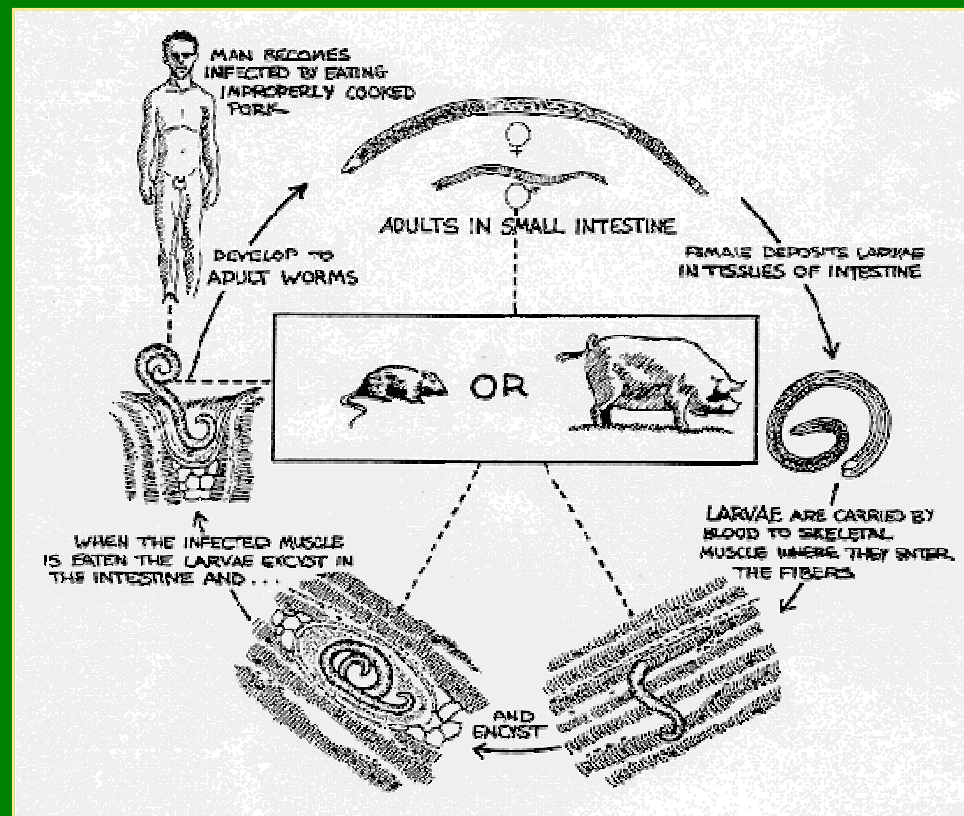 MAN BECOMES
INFECTED BY EATING
IMPROPERLY COOKED
PORK
♀
♂
ADULTS IN SMALL INTESTINE
DEVELOP TO
ADULT WORMS
FEMALE DEPOSITS LARVAE
IN TISSUES OF INTESTINE
OR
LARVAE ARE CARRIED BY
BLOOD TO SKELETAL
MUSCLE WHERE THEY ENTER
THE FIBERS
AND
ENCYST
WHEN THE INFECTED MUSCLE
IS EATEN THE LARVAE EXCYST IN
THE INTESTINE AND . . .